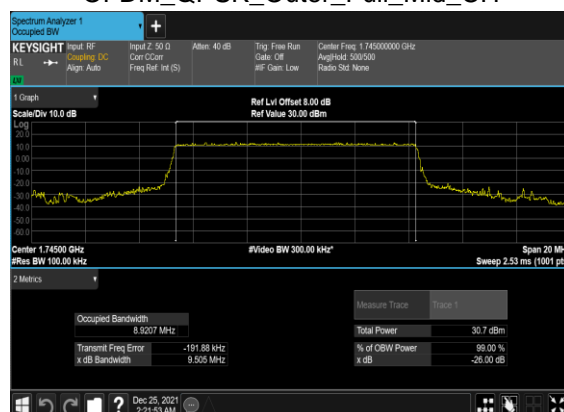 Spectrum Analyzer 1
Occupied BW
KEYSIGHT Input: RF Input Z: 50 Ω Atten: 40 dB Trig: Free Run Center Freq: 1.745000000 GHz
RL Coupling: DC Corr CCorr Gate: Off Avg|Hold: 500/500
Align: Auto Freq Ref: Int (S) #IF Gain: Low Radio Std: None
1 Graph Ref Lvl Offset 8.00 dB
Scale/Div 10.0 dB Ref Value 30.00 dBm
Log
20.0
10.0
0.00
-10.0
-20.0
-30.0
-40.0
-50.0
-60.0
Center 1.74500 GHz #Video BW 300.00 kHz* Span 20 MH
#Res BW 100.00 kHz Sweep 2.53 ms (1001 pt
2 Metrics
Measure Trace Trace 1
Occupied Bandwidth
8.9207 MHz Total Power 30.7 dBm
Transmit Freq Error -191.88 kHz % of OBW Power 99.00 %
x dB Bandwidth 9.505 MHz x dB -26.00 dB
? Dec 25, 2021
2:21:53 AM